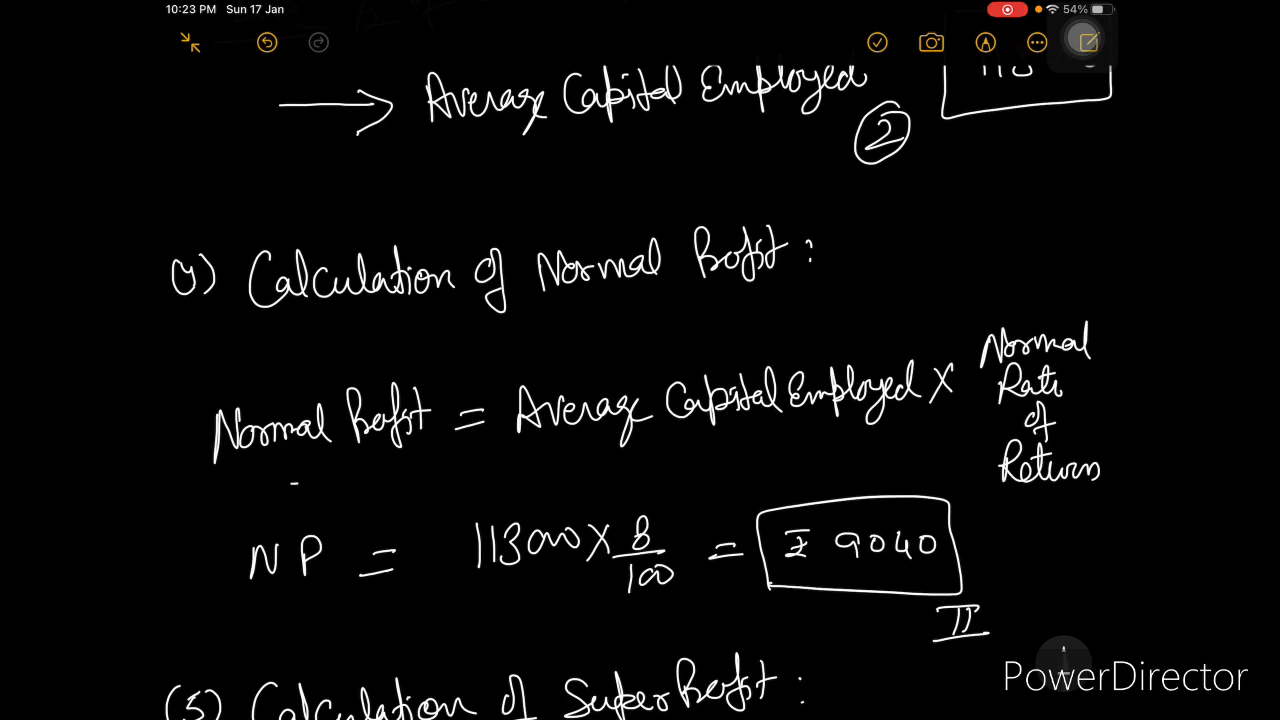 10:23 PM Sun 17 Jan 54%
→ Average Capital Employed
2
4) Calculation of Normal Profit :
Normal Profit = Average Capital Employed X Normal
Rate
of
Return
NP = 113000 X 8/100 = ₹ 9040
II
(5) Calculation of Super Profit :
PowerDirector